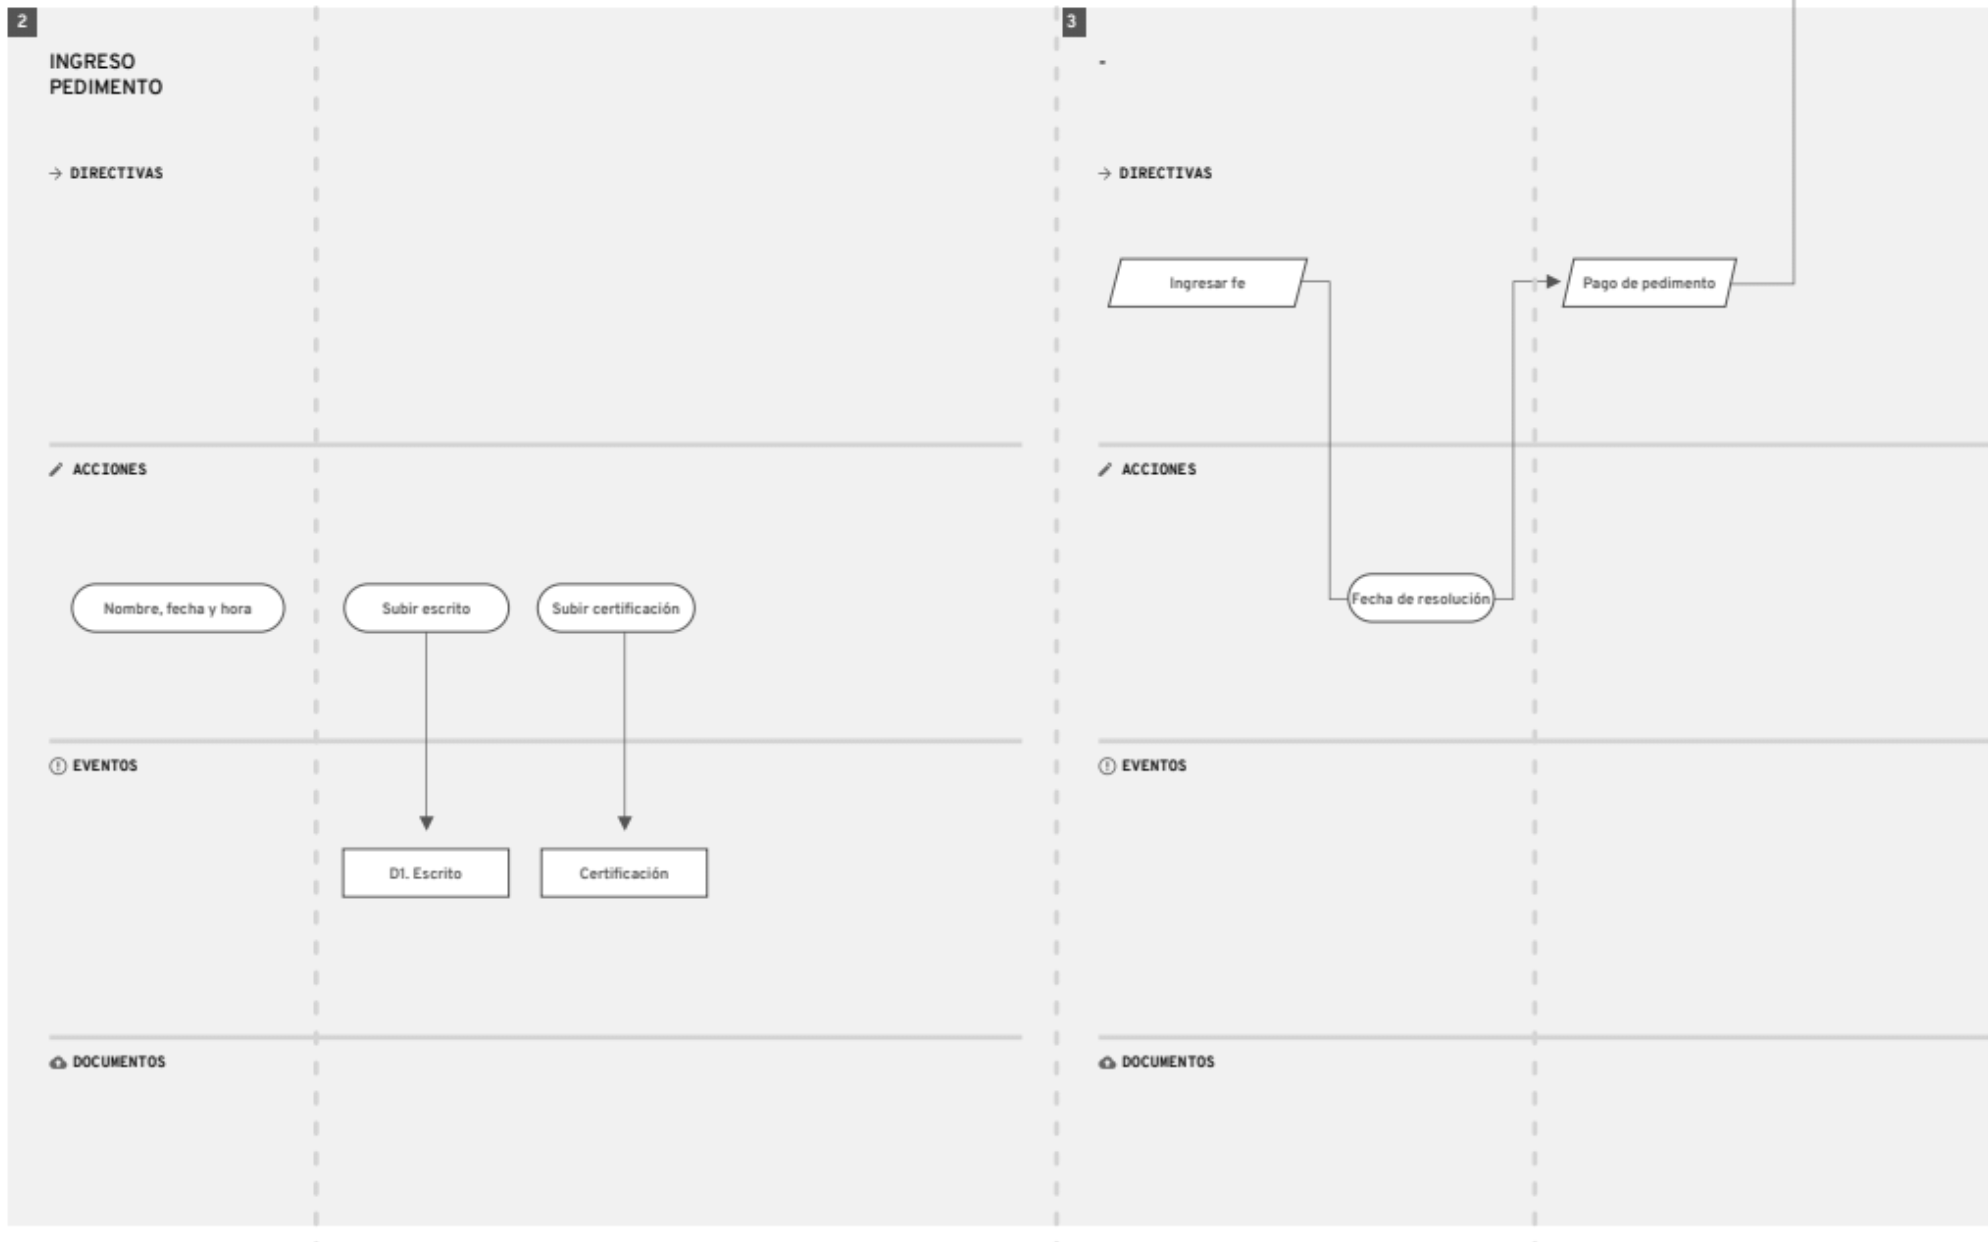 2
INGRESO
PEDIMENTO
DIRECTIVAS
ACCIONES
Nombre, fecha y hora
Subir escrito
Subir certificación
EVENTOS
D1. Escrito
Certificación
DOCUMENTOS
3
-
DIRECTIVAS
Ingresar fe
Pago de pedimento
ACCIONES
Fecha de resolución
EVENTOS
DOCUMENTOS